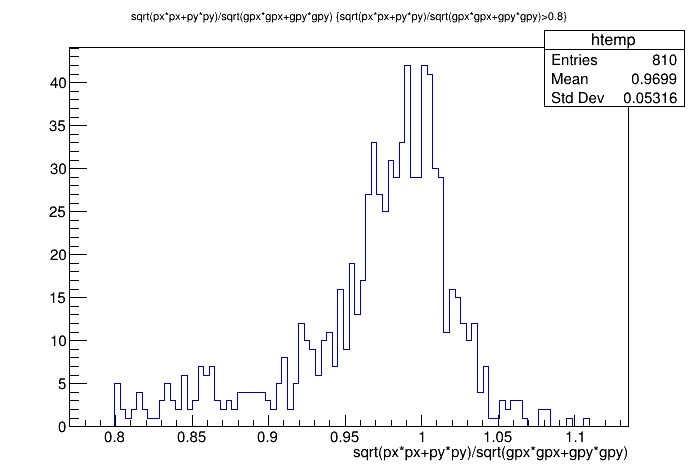 sqrt(px*px+py*py)/sqrt(gpx*gpx+gpy*gpy) {sqrt(px*px+py*py)/sqrt(gpx*gpx+gpy*gpy)>0.8}
htemp
Entries 810
Mean 0.9699
Std Dev 0.05316
40
35
30
25
20
15
10
5
0
0.8 0.85 0.9 0.95 1 1.05 1.1
sqrt(px*px+py*py)/sqrt(gpx*gpx+gpy*gpy)